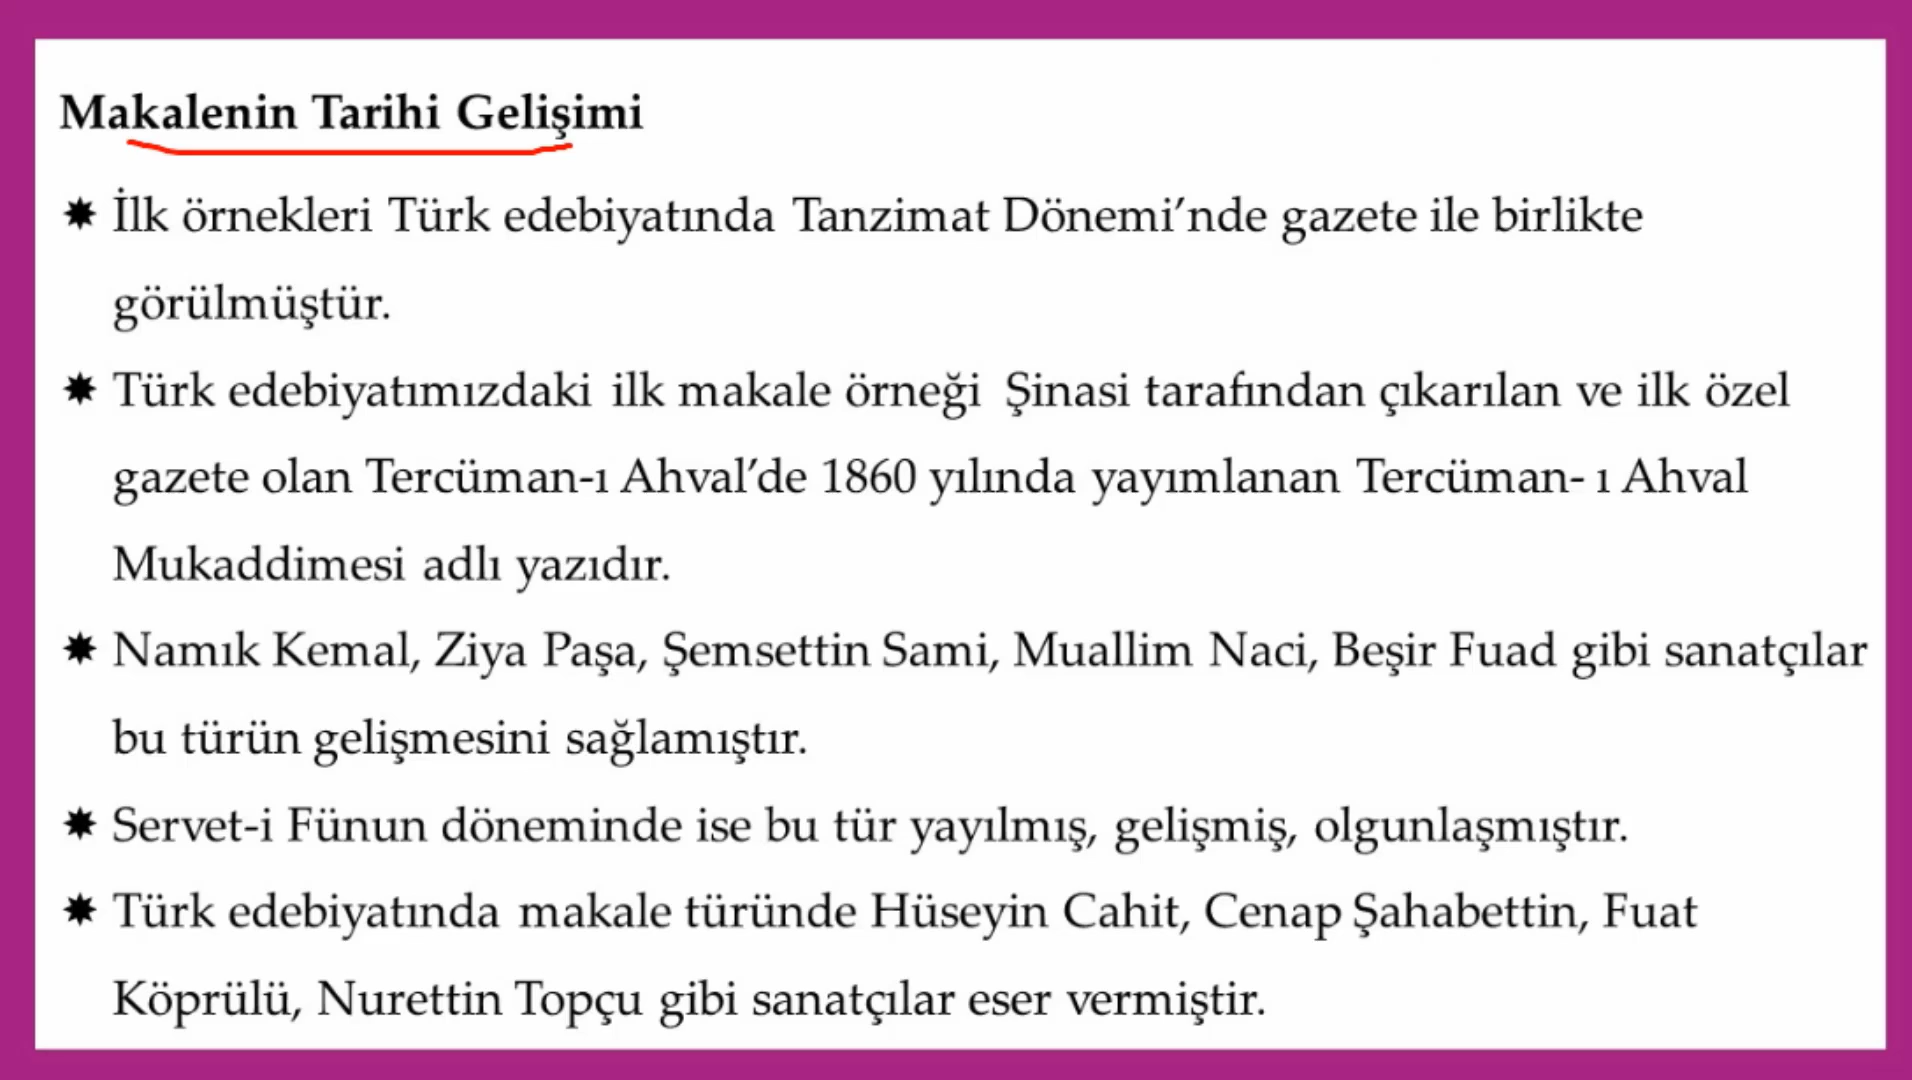 Makalenin Tarihi Gelişimi
✸ İlk örnekleri Türk edebiyatında Tanzimat Dönemi’nde gazete ile birlikte
görülmüştür.
✸ Türk edebiyatımızdaki ilk makale örneği Şinasi tarafından çıkarılan ve ilk özel
gazete olan Tercüman-ı Ahval’de 1860 yılında yayımlanan Tercüman- ı Ahval
Mukaddimesi adlı yazıdır.
✸ Namık Kemal, Ziya Paşa, Şemsettin Sami, Muallim Naci, Beşir Fuad gibi sanatçılar
bu türün gelişmesini sağlamıştır.
✸ Servet-i Fünun döneminde ise bu tür yayılmış, gelişmiş, olgunlaşmıştır.
✸ Türk edebiyatında makale türünde Hüseyin Cahit, Cenap Şahabettin, Fuat
Köprülü, Nurettin Topçu gibi sanatçılar eser vermiştir.